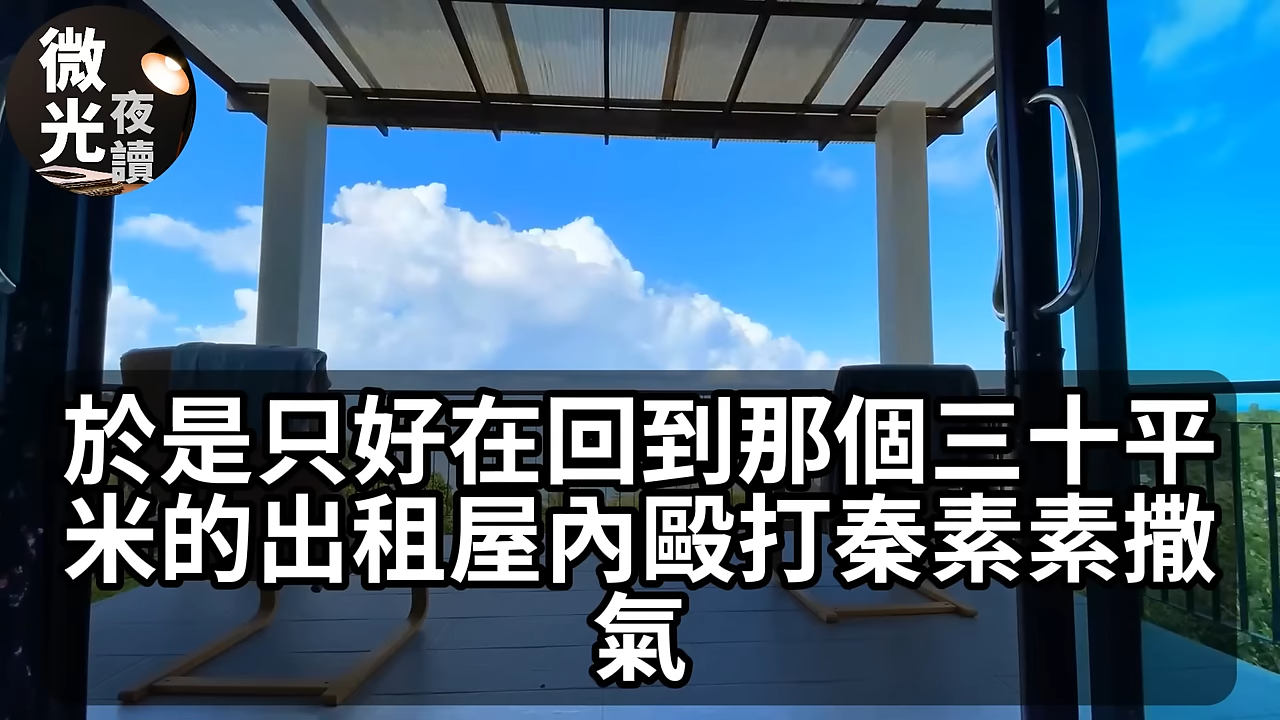 微光
夜讀
於是只好在回到那個三十平
米的出租屋內毆打秦素素撒
氣